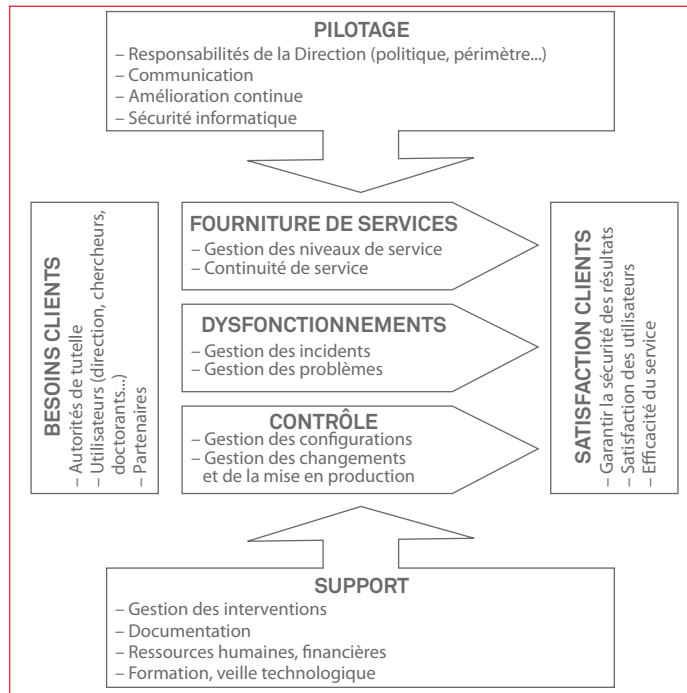 PILOTAGE
– Responsabilités de la Direction (politique, périmètre...)
– Communication
– Amélioration continue
– Sécurité informatique
BESOINS CLIENTS
– Autorités de tutelle
– Utilisateurs (direction, chercheurs,
doctorants...)
– Partenaires
FOURNITURE DE SERVICES
– Gestion des niveaux de service
– Continuité de service
DYSFONCTIONNEMENTS
– Gestion des incidents
– Gestion des problèmes
CONTRÔLE
– Gestion des configurations
– Gestion des changements
et de la mise en production
SATISFACTION CLIENTS
– Garantir la sécurité des résultats
– Satisfaction des utilisateurs
– Efficacité du service
SUPPORT
– Gestion des interventions
– Documentation
– Ressources humaines, financières
– Formation, veille technologique